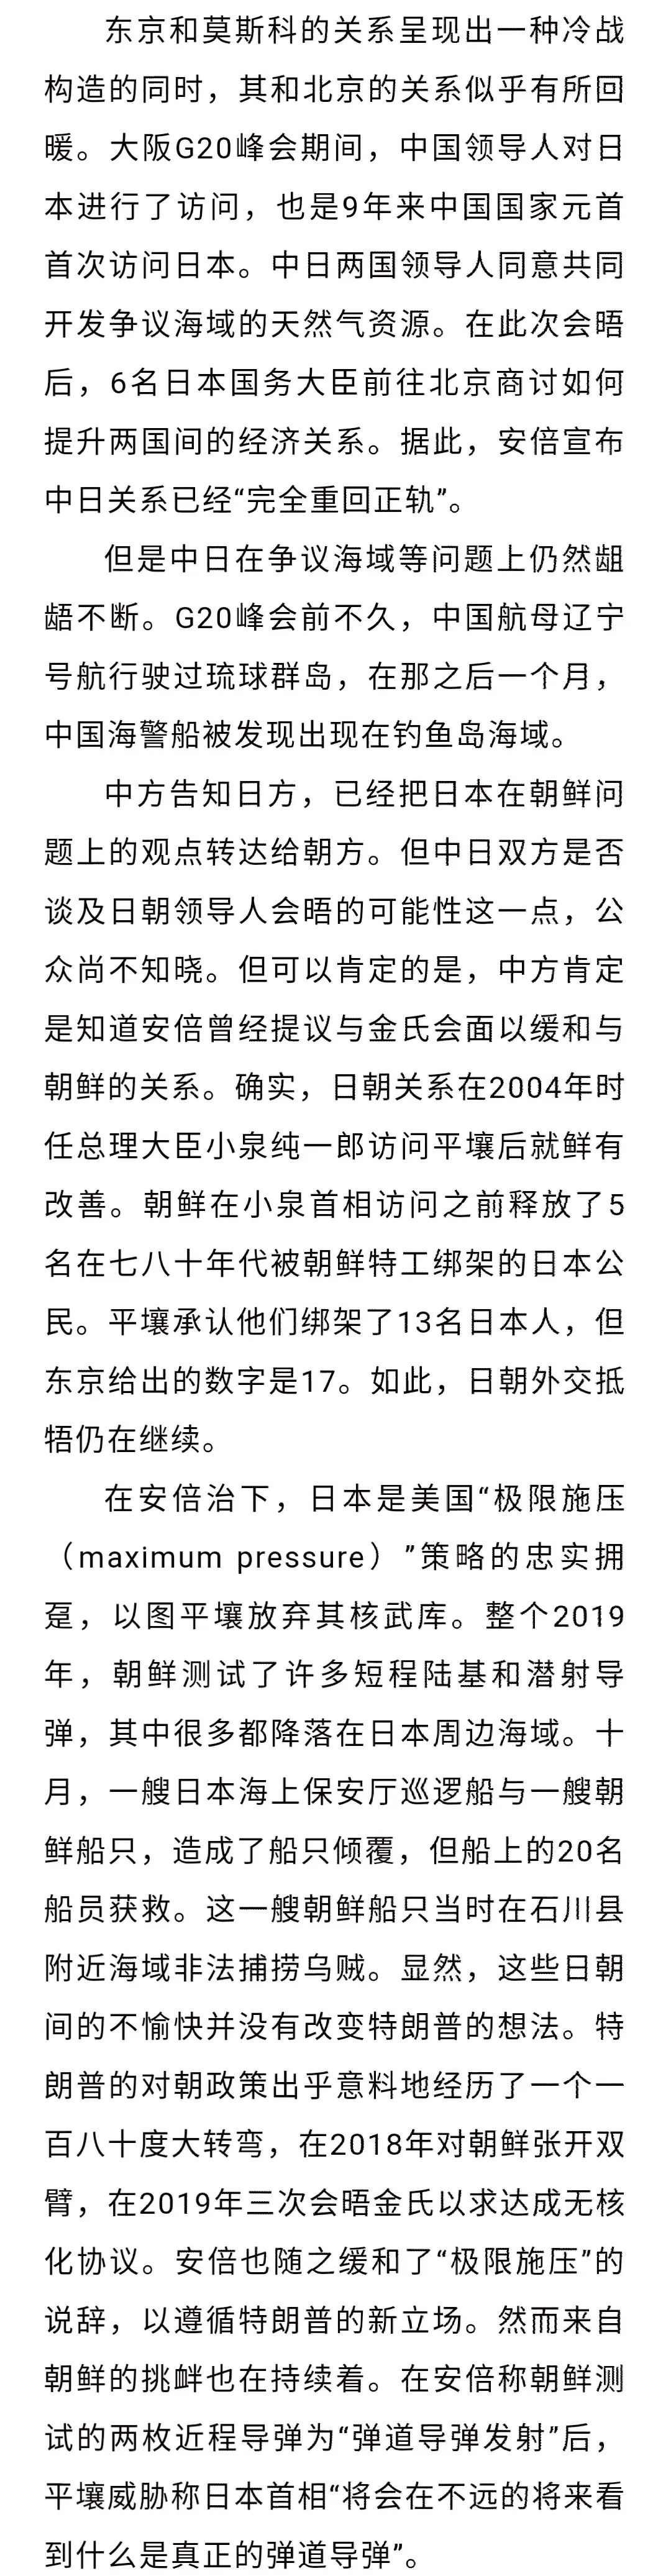 东京和莫斯科的关系呈现出一种冷战
构造的同时，其和北京的关系似乎有所回
暖。大阪G20峰会期间，中国领导人对日
本进行了访问，也是9年来中国国家元首
首次访问日本。中日两国领导人同意共同
开发争议海域的天然气资源。在此次会晤
后，6名日本国务大臣前往北京商讨如何
提升两国间的经济关系。据此，安倍宣布
中日关系已经“完全重回正轨”。
但是中日在争议海域等问题上仍然龃
龉不断。G20峰会前不久，中国航母辽宁
号航行驶过琉球群岛，在那之后一个月，
中国海警船被发现出现在钓鱼岛海域。
中方告知日方，已经把日本在朝鲜问
题上的观点转达给朝方。但中日双方是否
谈及日朝领导人会晤的可能性这一点，公
众尚不知晓。但可以肯定的是，中方肯定
是知道安倍曾经提议与金氏会面以缓和与
朝鲜的关系。确实，日朝关系在2004年时
任总理大臣小泉纯一郎访问平壤后就鲜有
改善。朝鲜在小泉首相访问之前释放了5
名在七八十年代被朝鲜特工绑架的日本公
民。平壤承认他们绑架了13名日本人，但
东京给出的数字是17。如此，日朝外交抵
牾仍在继续。
在安倍治下，日本是美国“极限施压
（maximum pressure）”策略的忠实拥
趸，以图平壤放弃其核武库。整个2019
年，朝鲜测试了许多短程陆基和潜射导
弹，其中很多都降落在日本周边海域。十
月，一艘日本海上保安厅巡逻船与一艘朝
鲜船只，造成了船只倾覆，但船上的20名
船员获救。这一艘朝鲜船只当时在石川县
附近海域非法捕捞乌贼。显然，这些日朝
间的不愉快并没有改变特朗普的想法。特
朗普的对朝政策出乎意料地经历了一个一
百八十度大转弯，在2018年对朝鲜张开双
臂，在2019年三次会晤金氏以求达成无核
化协议。安倍也随之缓和了“极限施压”的
说辞，以遵循特朗普的新立场。然而来自
朝鲜的挑衅也在持续着。在安倍称朝鲜测
试的两枚近程导弹为“弹道导弹发射”后，
平壤威胁称日本首相“将会在不远的将来看
到什么是真正的弹道导弹”。